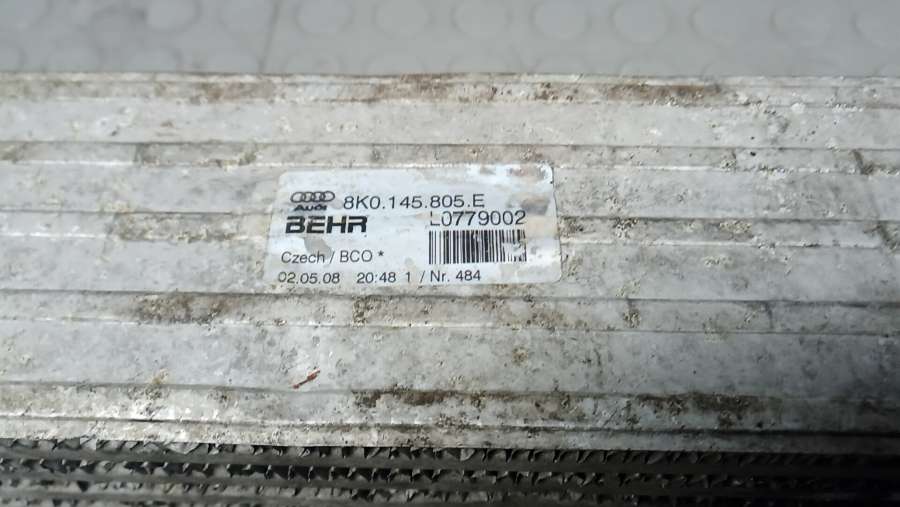 8K0.145.805.E
Audi
BEHR L0779002
Czech / BCO *
02.05.08 20:48 1 / Nr. 484